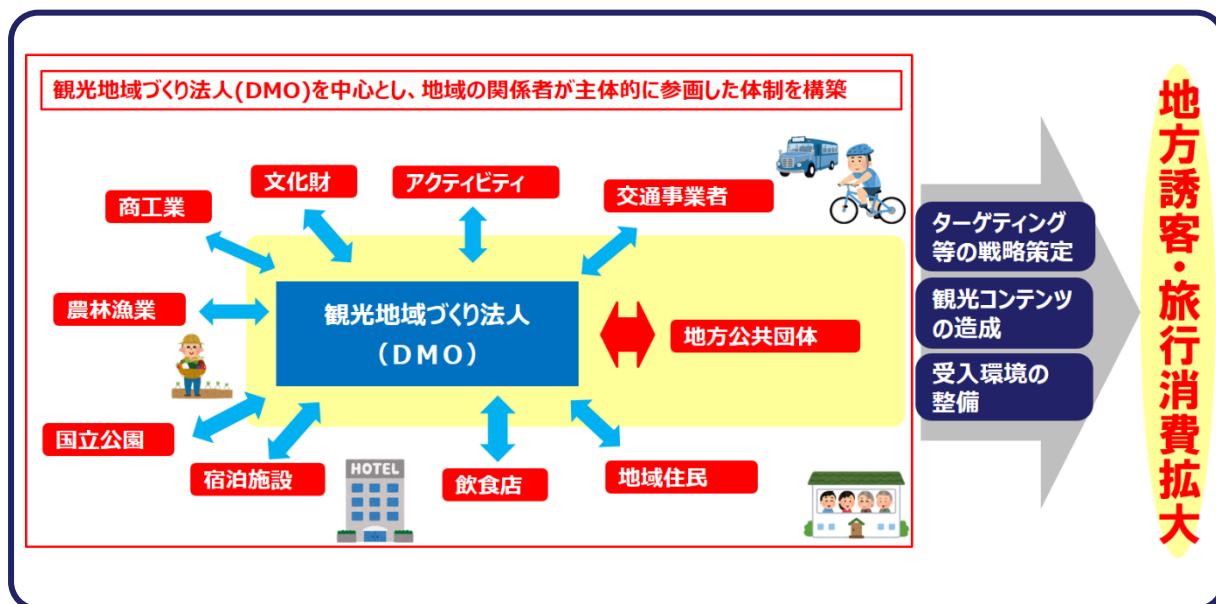 観光地域づくり法人(DMO)を中心とし、地域の関係者が主体的に参画した体制を構築
文化財
アクティビティ
交通事業者
商工業
農林漁業
観光地域づくり法人
(DMO)
地方公共団体
国立公園
宿泊施設
HOTEL
飲食店
地域住民
ターゲティング
等の戦略策定
観光コンテンツ
の造成
受入環境の
整備
地方誘客・旅行消費拡大